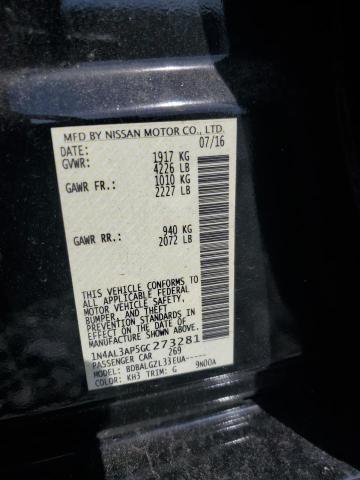 MFD BY NISSAN MOTOR CO., LTD.
DATE: 07/16
GVWR: 1917 KG
4226 LB
GAWR FR.: 1010 KG
2227 LB
GAWR RR.: 940 KG
2072 LB
THIS VEHICLE CONFORMS TO
ALL APPLICABLE FEDERAL
MOTOR VEHICLE SAFETY,
BUMPER, AND THEFT
PREVENTION STANDARDS IN
EFFECT ON THE DATE OF
MANUFACTURE SHOWN ABOVE.
1N4AL3AP5GC273281
PASSENGER CAR 269
MODEL: BDBALGZL33EUA-----
COLOR: KH3 TRIM: G 9N00A